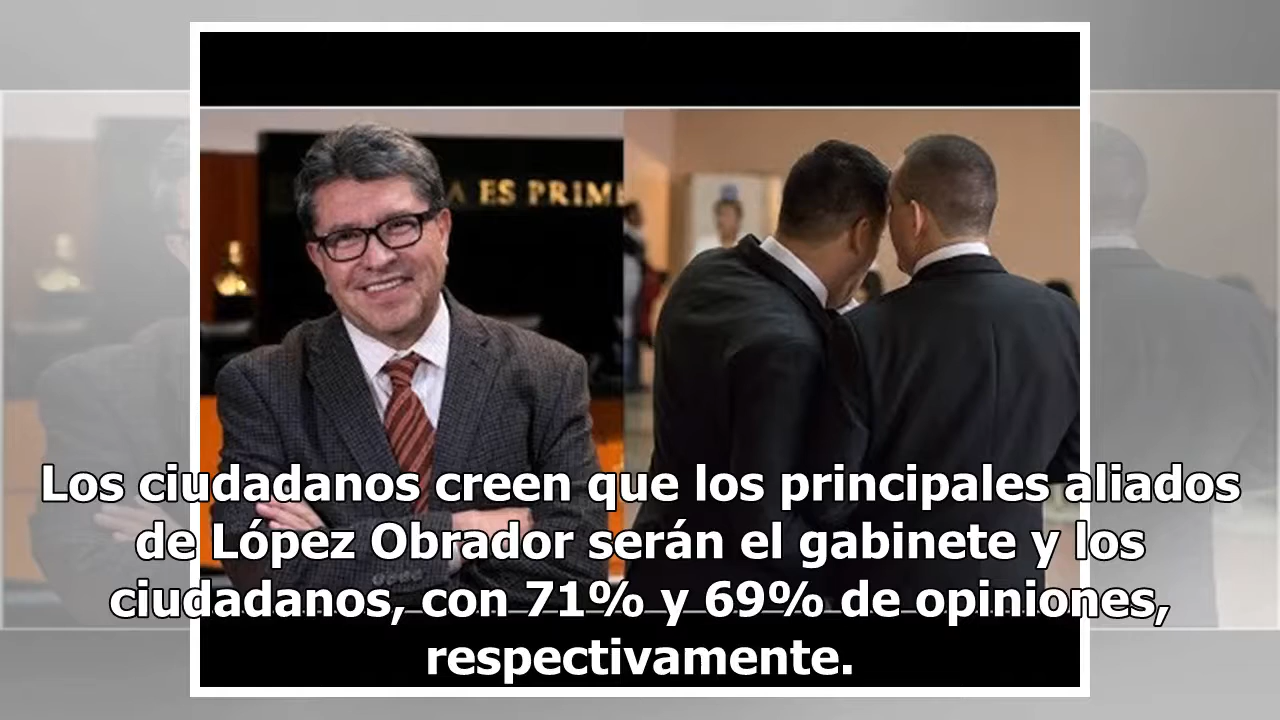 A ES PRIM
Los ciudadanos creen que los principales aliados
de López Obrador serán el gabinete y los
ciudadanos, con 71% y 69% de opiniones,
respectivamente.